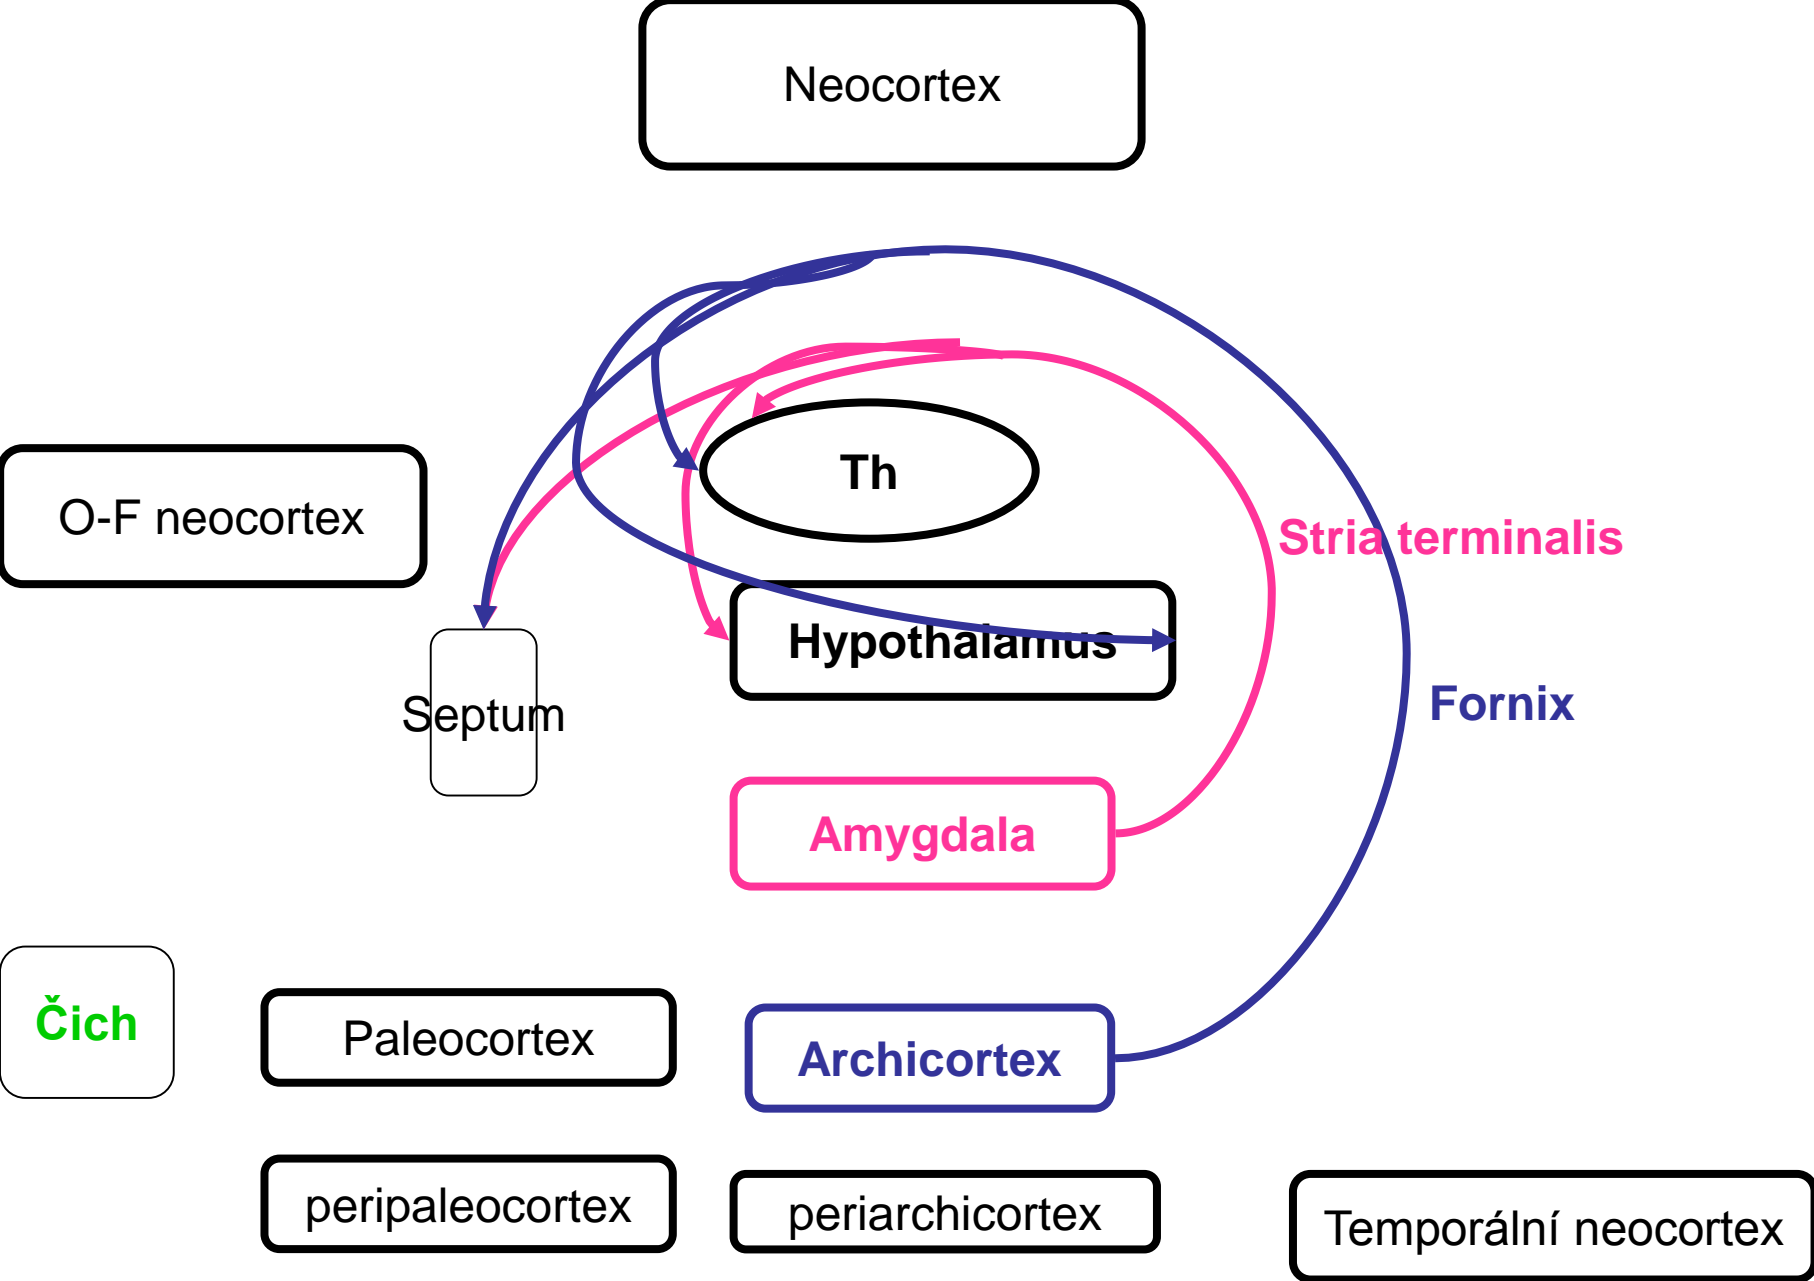 Neocortex
Th
O-F neocortex
Stria terminalis
Hypothalamus
Septum
Fornix
Amygdala
Čich
Paleocortex
Archicortex
peripaleocortex
periarchicortex
Temporální neocortex